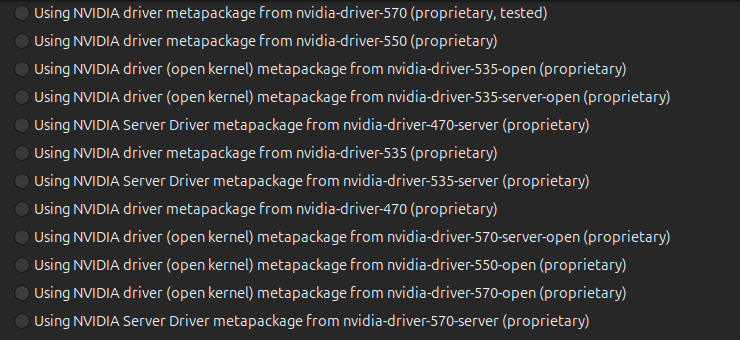 Using NVIDIA driver metapackage from nvidia-driver-570 (proprietary, tested)
Using NVIDIA driver metapackage from nvidia-driver-550 (proprietary)
Using NVIDIA driver (open kernel) metapackage from nvidia-driver-535-open (proprietary)
Using NVIDIA driver (open kernel) metapackage from nvidia-driver-535-server-open (proprietary)
Using NVIDIA Server Driver metapackage from nvidia-driver-470-server (proprietary)
Using NVIDIA driver metapackage from nvidia-driver-535 (proprietary)
Using NVIDIA Server Driver metapackage from nvidia-driver-535-server (proprietary)
Using NVIDIA driver metapackage from nvidia-driver-470 (proprietary)
Using NVIDIA driver (open kernel) metapackage from nvidia-driver-570-server-open (proprietary)
Using NVIDIA driver (open kernel) metapackage from nvidia-driver-550-open (proprietary)
Using NVIDIA driver (open kernel) metapackage from nvidia-driver-570-open (proprietary)
Using NVIDIA Server Driver metapackage from nvidia-driver-570-server (proprietary)